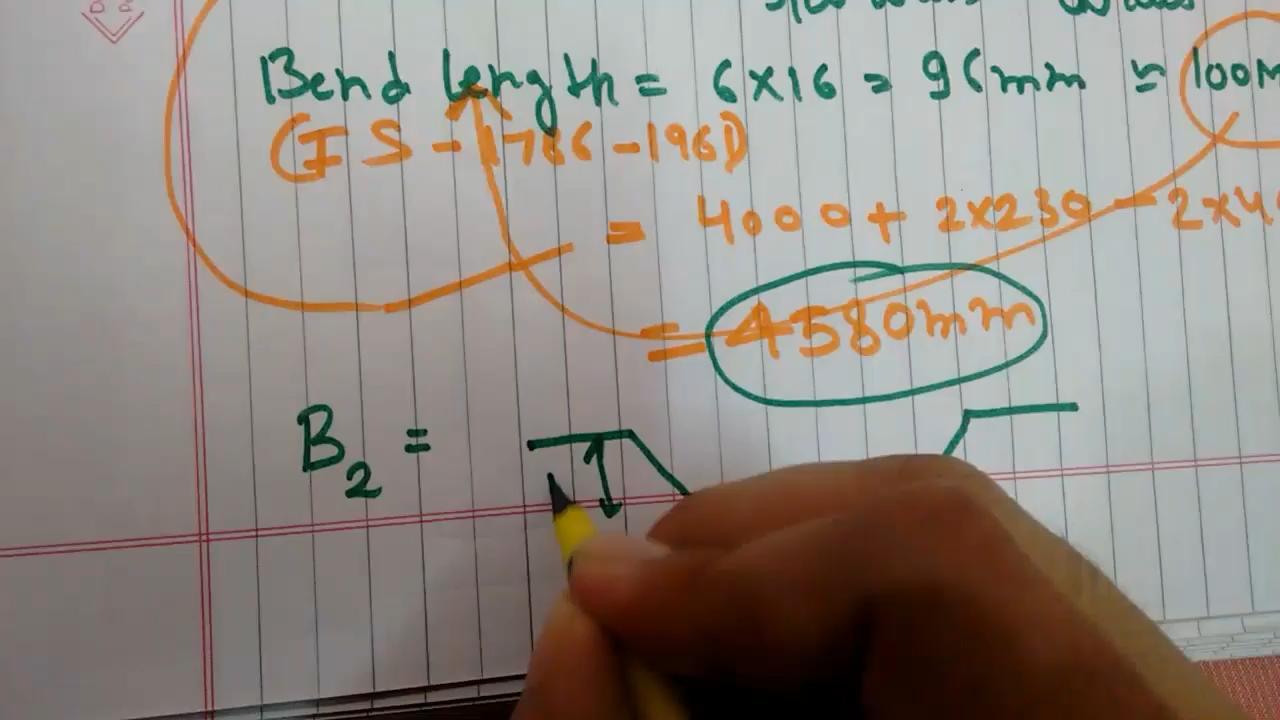 Bend length = 6x16 = 96mm ≈ 100M
(IS - 1786 - 1961)
= 4000 + 2x230 - 2x4
= 4580mm
B2 =